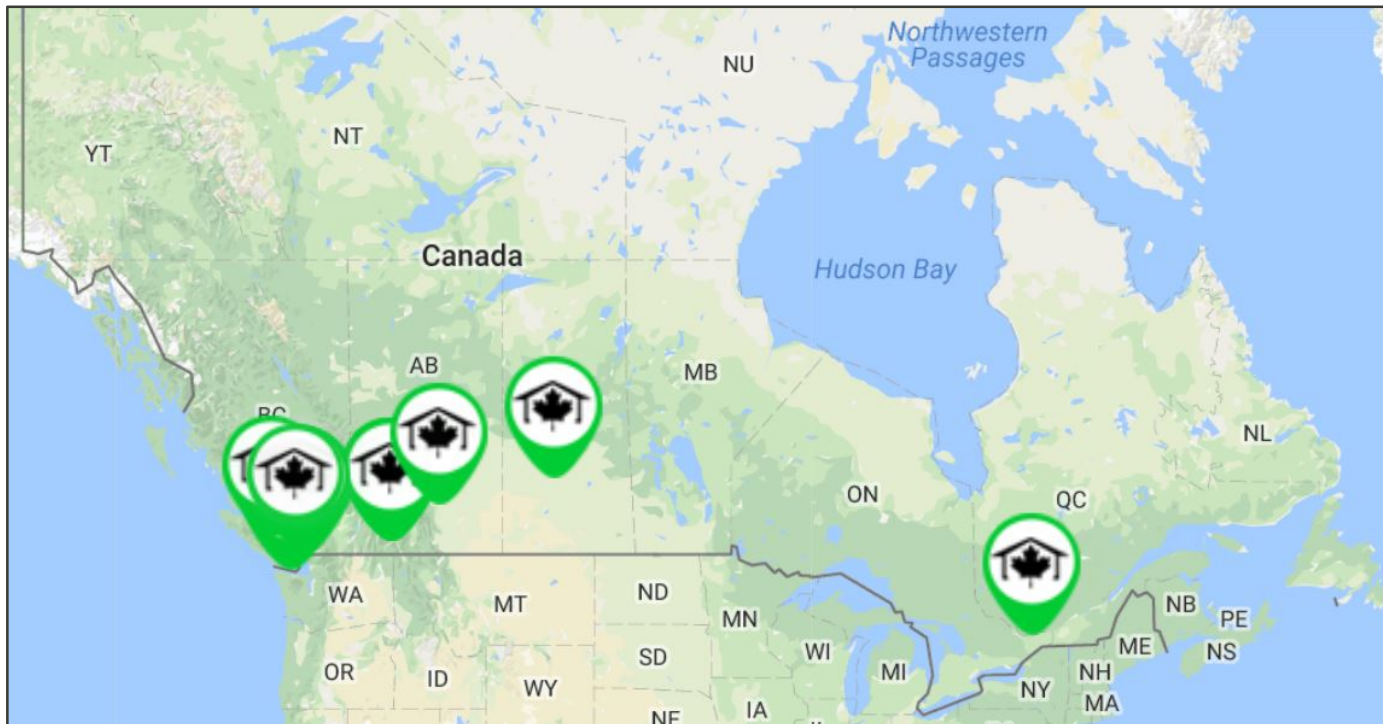 Northwestern
Passages
NU
NT
YT
Canada
Hudson Bay
AB
MB
BC
NL
ON
QC
WA
MT
ND
MN
NB
PE
ME
NS
OR
ID
WY
SD
WI
MI
NY
NH
MA
IA
NE